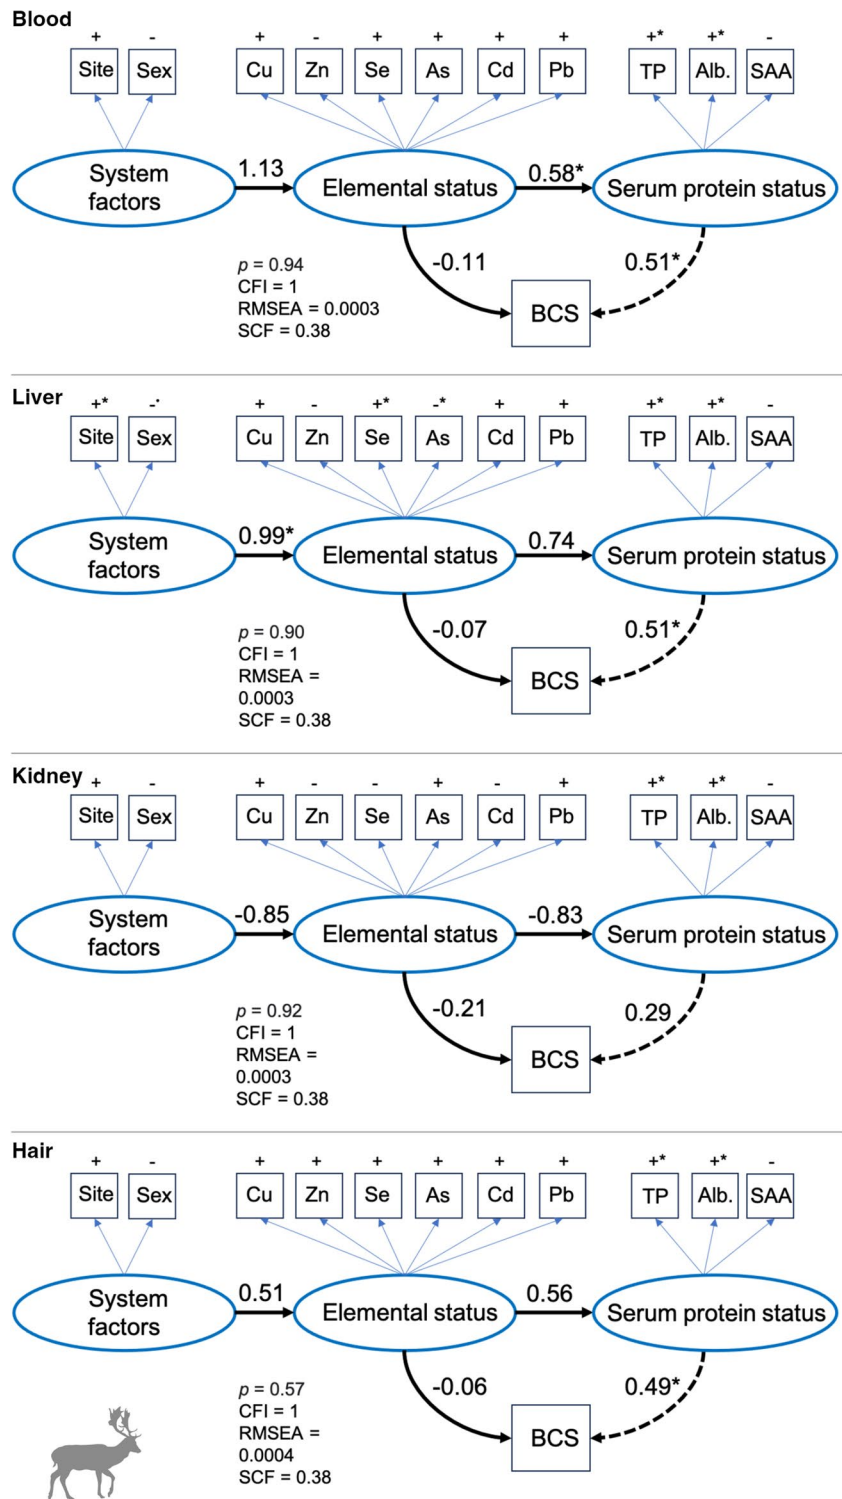 Blood
+ - + - + + + + +* +* -
Site Sex Cu Zn Se As Cd Pb TP Alb. SAA
System
factors
1.13
Elemental status
0.58*
Serum protein status
-0.11
0.51*
BCS
p = 0.94
CFI = 1
RMSEA = 0.0003
SCF = 0.38
Liver
+* -· + - +* -* + + +* +* -
Site Sex Cu Zn Se As Cd Pb TP Alb. SAA
System
factors
0.99*
Elemental status
0.74
Serum protein status
-0.07
0.51*
BCS
p = 0.90
CFI = 1
RMSEA =
0.0003
SCF = 0.38
Kidney
+ - + - - + - + +* +* -
Site Sex Cu Zn Se As Cd Pb TP Alb. SAA
System
factors
-0.85
Elemental status
-0.83
Serum protein status
-0.21
0.29
BCS
p = 0.92
CFI = 1
RMSEA =
0.0003
SCF = 0.38
Hair
+ - + + + + + + +* +* -
Site Sex Cu Zn Se As Cd Pb TP Alb. SAA
System
factors
0.51
Elemental status
0.56
Serum protein status
-0.06
0.49*
BCS
p = 0.57
CFI = 1
RMSEA =
0.0004
SCF = 0.38